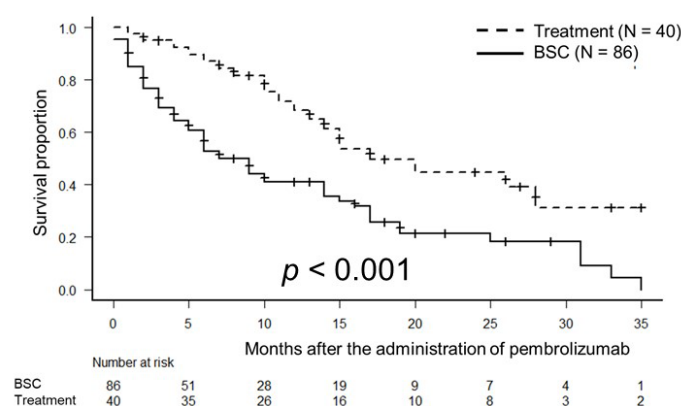 Treatment (N = 40)
BSC (N = 86)
Survival proportion
1.0
0.8
0.6
0.4
0.2
0.0
p < 0.001
0 5 10 15 20 25 30 35
Months after the administration of pembrolizumab
Number at risk
BSC 86 51 28 19 9 7 4 1
Treatment 40 35 26 16 10 8 3 2